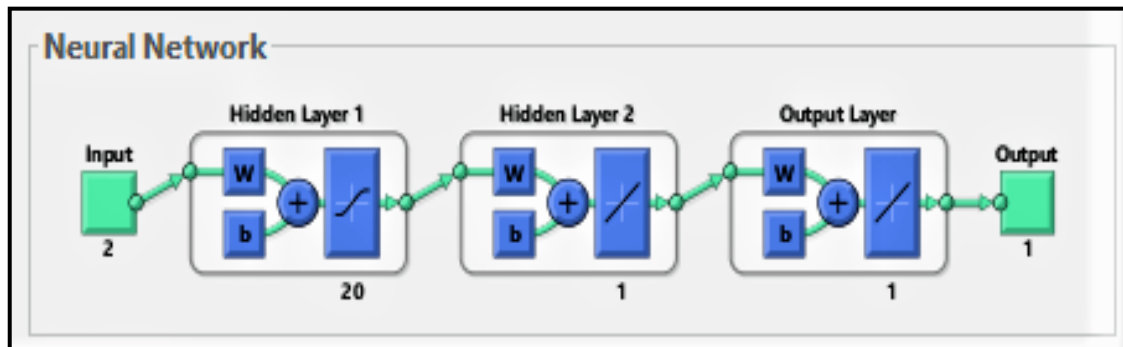 Neural Network
Hidden Layer 1 Hidden Layer 2 Output Layer
Input Output
W W W
+ + +
b b b
2 1
20 1 1